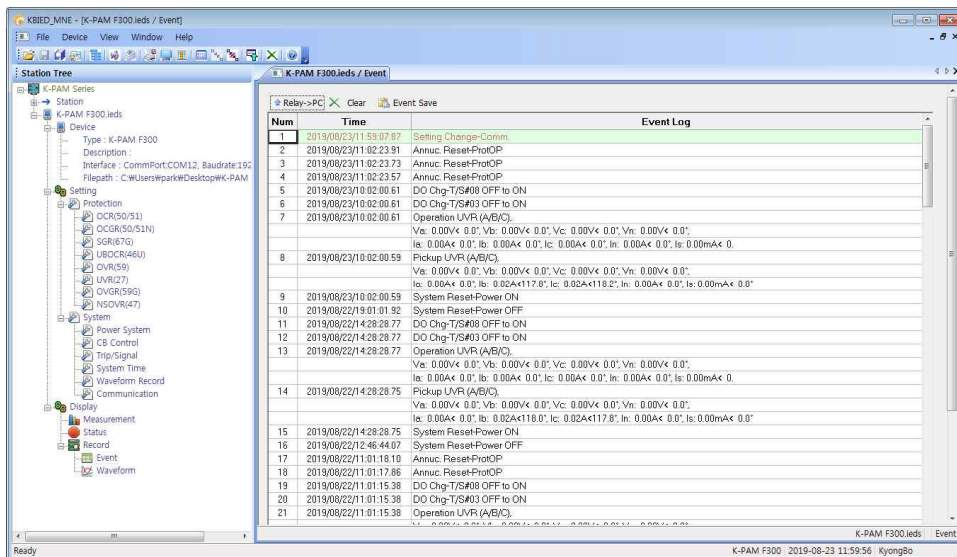 KBIED_MNE - [K-PAM F300.ieds / Event]
File Device View Window Help
Station Tree
K-PAM Series
Station
K-PAM F300.ieds
Device
Type : K-PAM F300
Description :
Interface : CommPort:COM12, Baudrate:192
Filepath : C:₩Users₩park₩Desktop₩K-PAM
Setting
Protection
OCR(50/51)
OCGR(50/51N)
SGR(67G)
UBOCR(46U)
OVR(59)
UVR(27)
OVGR(59G)
NSOVR(47)
System
Power System
CB Control
Trip/Signal
System Time
Waveform Record
Communication
Display
Measurement
Status
Record
Event
Waveform
K-PAM F300.ieds / Event
Relay->PC Clear Event Save
Num Time Event Log
1 2019/08/23/11:59:07.87 Setting Change-Comm.
2 2019/08/23/11:02:23.91 Annuc. Reset-ProtOP
3 2019/08/23/11:02:23.73 Annuc. Reset-ProtOP
4 2019/08/23/11:02:23.57 Annuc. Reset-ProtOP
5 2019/08/23/10:02:00.61 DO Chg-T/S#08 OFF to ON
6 2019/08/23/10:02:00.61 DO Chg-T/S#03 OFF to ON
7 2019/08/23/10:02:00.61 Operation UVR (A/B/C),
Va: 0.00V< 0.0°, Vb: 0.00V< 0.0°, Vc: 0.00V< 0.0°, Vn: 0.00V< 0.0°,
Ia: 0.00A< 0.0°, Ib: 0.00A< 0.0°, Ic: 0.00A< 0.0°, In: 0.00A< 0.0°, Is: 0.00mA< 0.
8 2019/08/23/10:02:00.59 Pickup UVR (A/B/C),
Va: 0.00V< 0.0°, Vb: 0.00V< 0.0°, Vc: 0.00V< 0.0°, Vn: 0.00V< 0.0°,
Ia: 0.00A< 0.0°, Ib: 0.02A<117.8°, Ic: 0.02A<118.2°, In: 0.00A< 0.0°, Is: 0.00mA< 0.0°
9 2019/08/23/10:02:00.59 System Reset-Power ON
10 2019/08/22/19:01:01.92 System Reset-Power OFF
11 2019/08/22/14:28:28.77 DO Chg-T/S#08 OFF to ON
12 2019/08/22/14:28:28.77 DO Chg-T/S#03 OFF to ON
13 2019/08/22/14:28:28.77 Operation UVR (A/B/C),
Va: 0.00V< 0.0°, Vb: 0.00V< 0.0°, Vc: 0.00V< 0.0°, Vn: 0.00V< 0.0°,
Ia: 0.00A< 0.0°, Ib: 0.00A< 0.0°, Ic: 0.00A< 0.0°, In: 0.00A< 0.0°, Is: 0.00mA< 0.
14 2019/08/22/14:28:28.75 Pickup UVR (A/B/C),
Va: 0.00V< 0.0°, Vb: 0.00V< 0.0°, Vc: 0.00V< 0.0°, Vn: 0.00V< 0.0°,
Ia: 0.00A< 0.0°, Ib: 0.02A<118.0°, Ic: 0.02A<117.8°, In: 0.00A< 0.0°, Is: 0.00mA< 0.0°
15 2019/08/22/14:28:28.75 System Reset-Power ON
16 2019/08/22/12:46:44.07 System Reset-Power OFF
17 2019/08/22/11:01:18.10 Annuc. Reset-ProtOP
18 2019/08/22/11:01:17.86 Annuc. Reset-ProtOP
19 2019/08/22/11:01:15.38 DO Chg-T/S#08 OFF to ON
20 2019/08/22/11:01:15.38 DO Chg-T/S#03 OFF to ON
21 2019/08/22/11:01:15.38 Operation UVR (A/B/C),
K-PAM F300.ieds Event
Ready K-PAM F300 2019-08-23 11:59:56 KyongBo